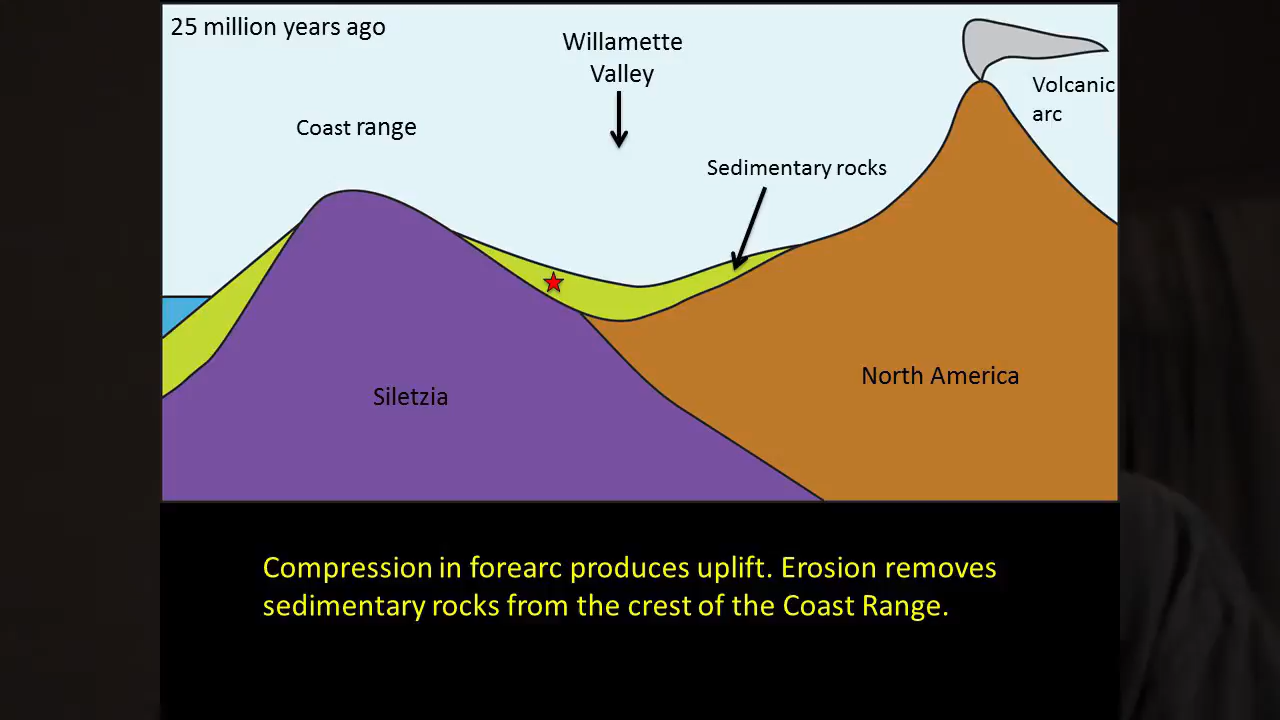 25 million years ago
Willamette
Valley
Volcanic
arc
Coast range
Sedimentary rocks
North America
Siletzia
Compression in forearc produces uplift. Erosion removes
sedimentary rocks from the crest of the Coast Range.